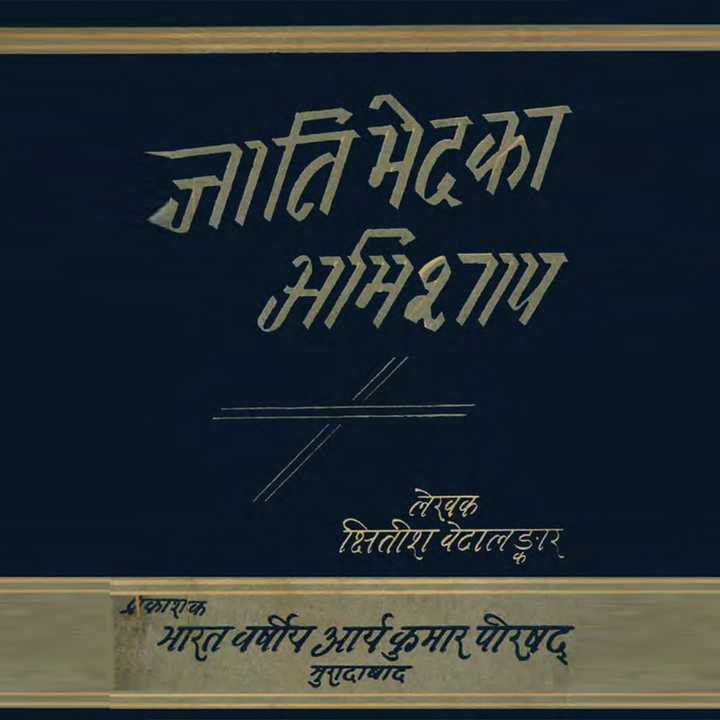 जाति भेद का
अभिशाप
लेखक
क्षितीश वेदालङ्कार
प्रकाशक
भारत वर्षीय आर्य कुमार परिषद्
मुरादाबाद